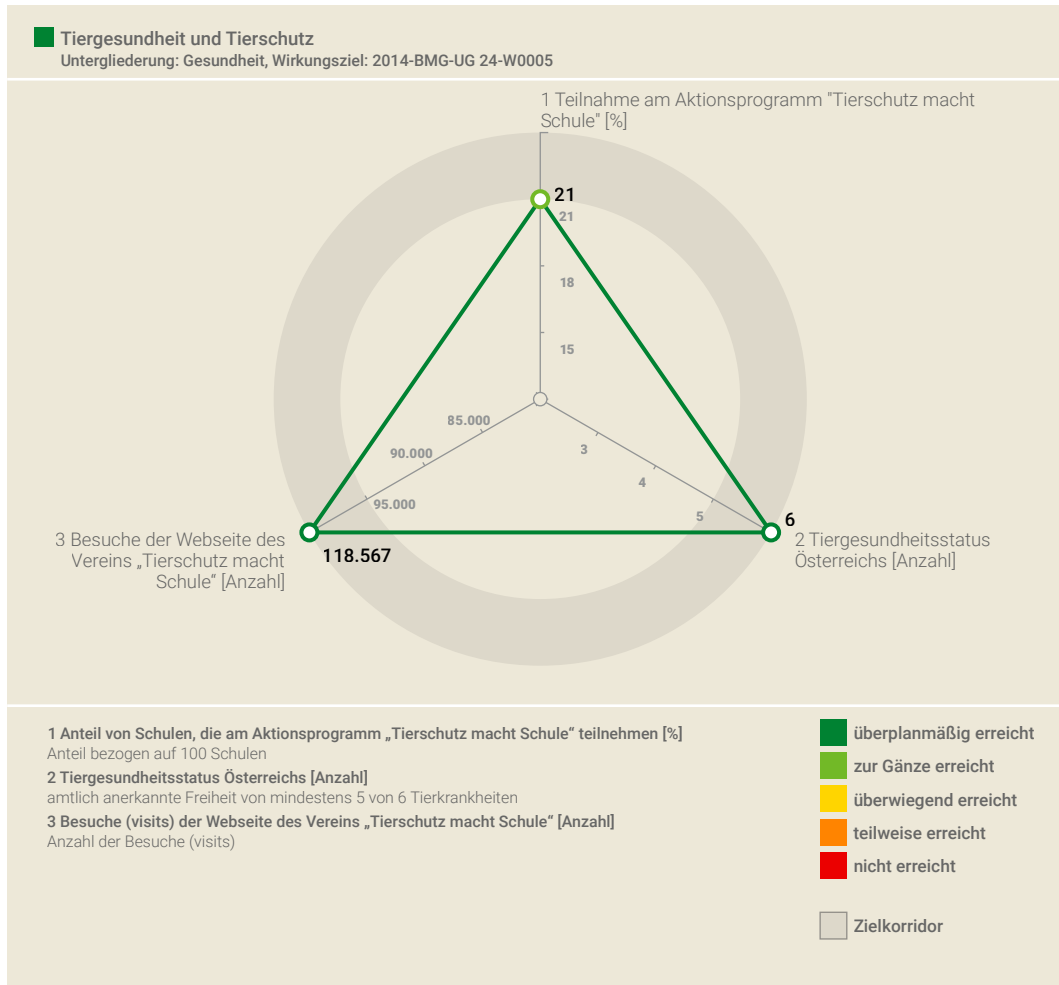 Tiergesundheit und Tierschutz
Untergliederung: Gesundheit, Wirkungsziel: 2014-BMG-UG 24-W0005
1 Teilnahme am Aktionsprogramm "Tierschutz macht
Schule" [%]
21
21
18
15
85.000
90.000
95.000
3
4
5
6
118.567
2 Tiergesundheitsstatus
Österreichs [Anzahl]
3 Besuche der Webseite des
Vereins „Tierschutz macht
Schule“ [Anzahl]
1 Anteil von Schulen, die am Aktionsprogramm „Tierschutz macht Schule“ teilnehmen [%]
Anteil bezogen auf 100 Schulen
2 Tiergesundheitsstatus Österreichs [Anzahl]
amtlich anerkannte Freiheit von mindestens 5 von 6 Tierkrankheiten
3 Besuche (visits) der Webseite des Vereins „Tierschutz macht Schule“ [Anzahl]
Anzahl der Besuche (visits)
überplanmäßig erreicht
zur Gänze erreicht
überwiegend erreicht
teilweise erreicht
nicht erreicht
Zielkorridor